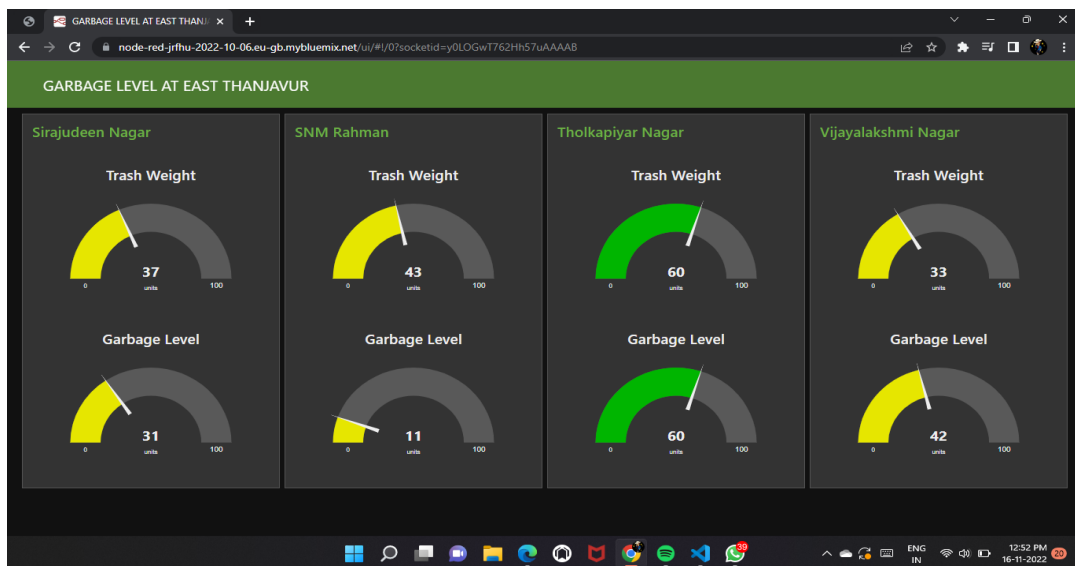 GARBAGE LEVEL AT EAST THANJ
node-red-jrfhu-2022-10-06.eu-gb.mybluemix.net/ui/#!/0?socketid=y0LOGwT762Hh57uAAAAB
GARBAGE LEVEL AT EAST THANJAVUR
Sirajudeen Nagar
Trash Weight
37
0 units 100
Garbage Level
31
0 units 100
SNM Rahman
Trash Weight
43
0 units 100
Garbage Level
11
0 units 100
Tholkapiyar Nagar
Trash Weight
60
0 units 100
Garbage Level
60
0 units 100
Vijayalakshmi Nagar
Trash Weight
33
0 units 100
Garbage Level
42
0 units 100
39
ENG
IN
12:52 PM
16-11-2022
20